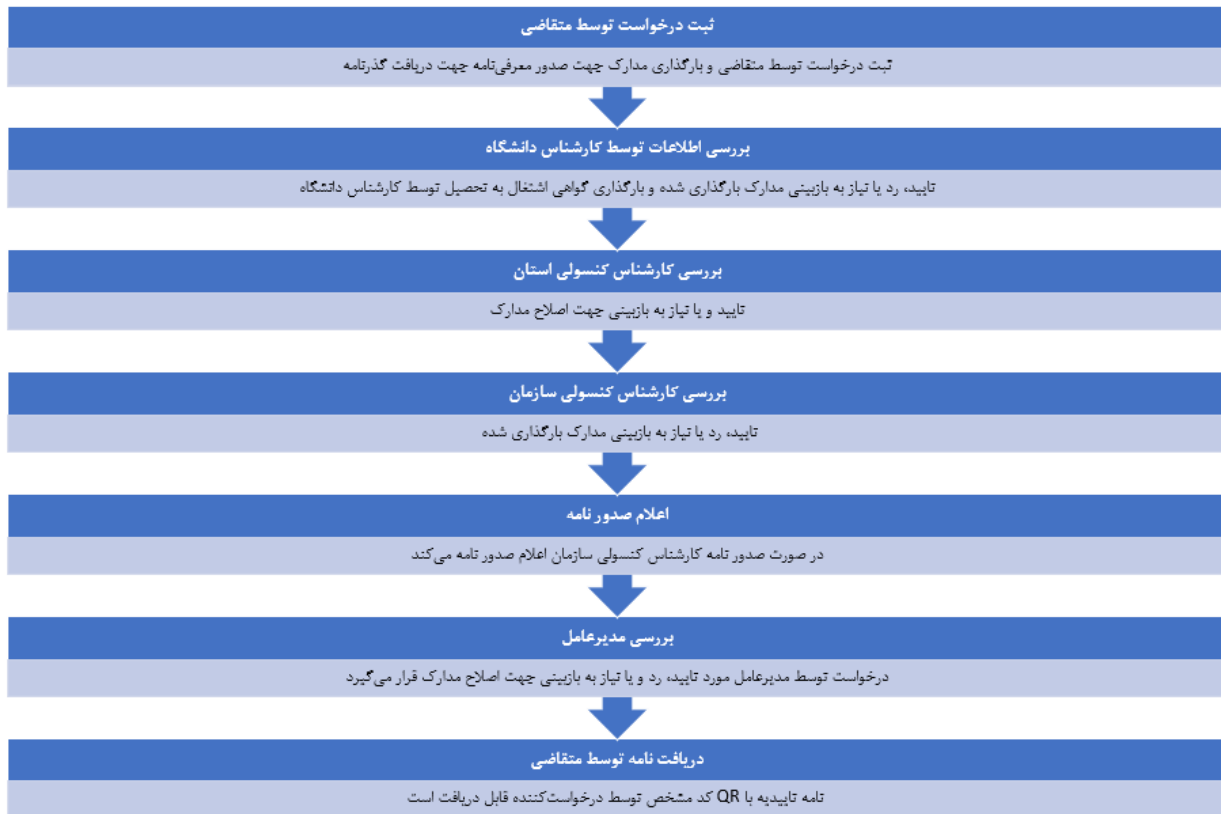 ثبت درخواست توسط متقاضی
ثبت درخواست توسط متقاضی و بارگذاری مدارک جهت صدور معرفی‌نامه جهت دریافت گذرنامه
بررسی اطلاعات توسط کارشناس دانشگاه
تایید، رد یا نیاز به بازبینی مدارک بارگذاری شده و بارگذاری گواهی اشتغال به تحصیل توسط کارشناس دانشگاه
بررسی کارشناس کنسولی استان
تایید و یا نیاز به بازبینی جهت اصلاح مدارک
بررسی کارشناس کنسولی سازمان
تایید، رد یا نیاز به بازبینی مدارک بارگذاری شده
اعلام صدور نامه
در صورت صدور نامه کارشناس کنسولی سازمان اعلام صدور نامه می‌کند
بررسی مدیرعامل
درخواست توسط مدیرعامل مورد تایید، رد و یا نیاز به بازبینی جهت اصلاح مدارک قرار می‌گیرد
دریافت نامه توسط متقاضی
نامه تاییدیه با QR کد مشخص توسط درخواست‌کننده قابل دریافت است